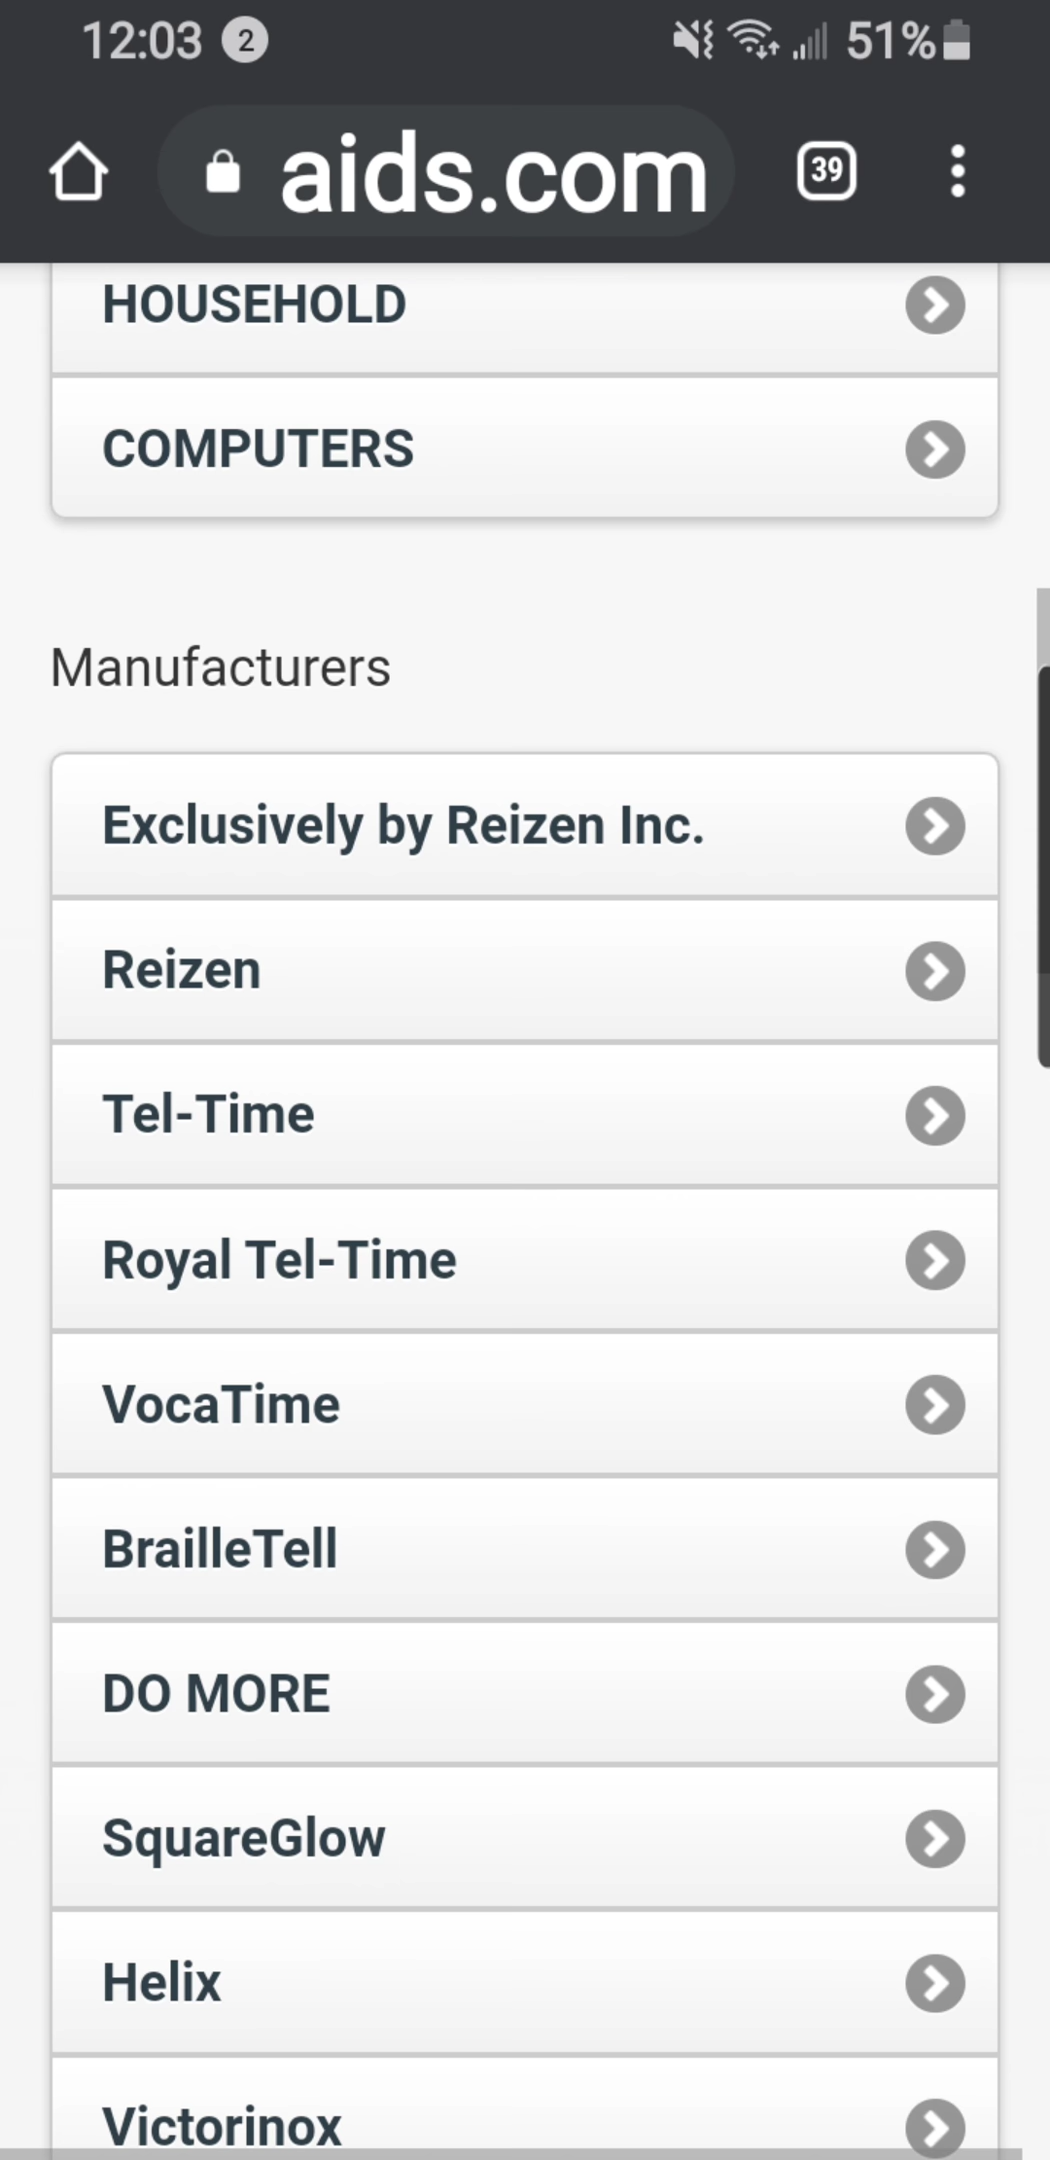 12:03 2 51%
aids.com 39
HOUSEHOLD
COMPUTERS
Manufacturers
Exclusively by Reizen Inc.
Reizen
Tel-Time
Royal Tel-Time
VocaTime
BrailleTell
DO MORE
SquareGlow
Helix
Victorinox